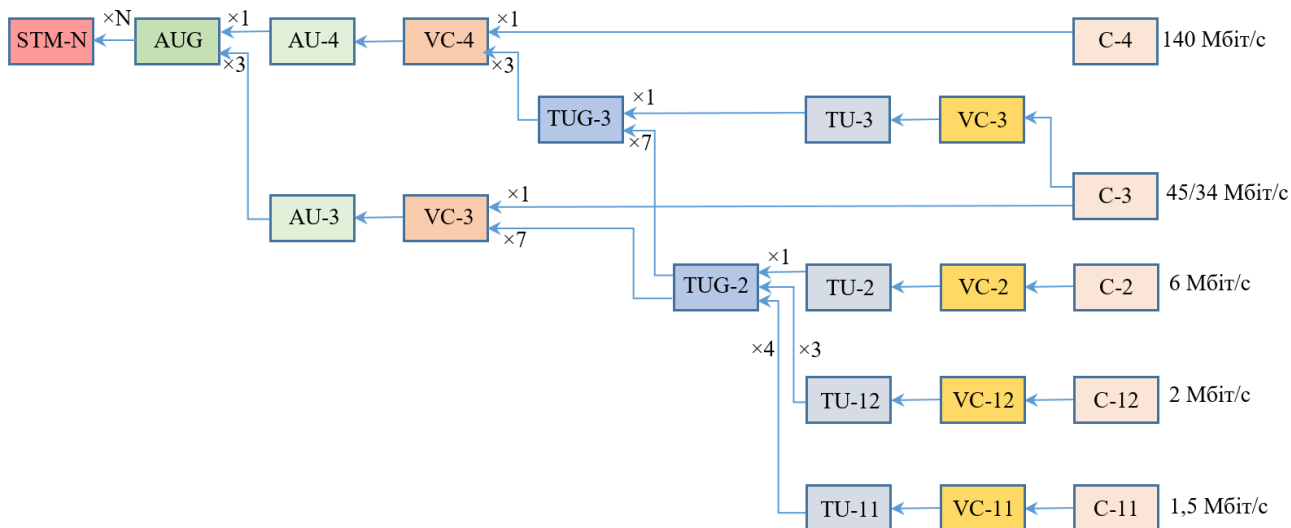 ×N
×1
×1
STM-N
AUG
AU-4
VC-4
C-4
140 Мбіт/с
×3
×3
×1
TUG-3
TU-3
VC-3
×7
×1
C-3
45/34 Мбіт/с
AU-3
VC-3
×7
×1
TUG-2
TU-2
VC-2
C-2
6 Мбіт/с
×4
×3
TU-12
VC-12
C-12
2 Мбіт/с
TU-11
VC-11
C-11
1,5 Мбіт/с